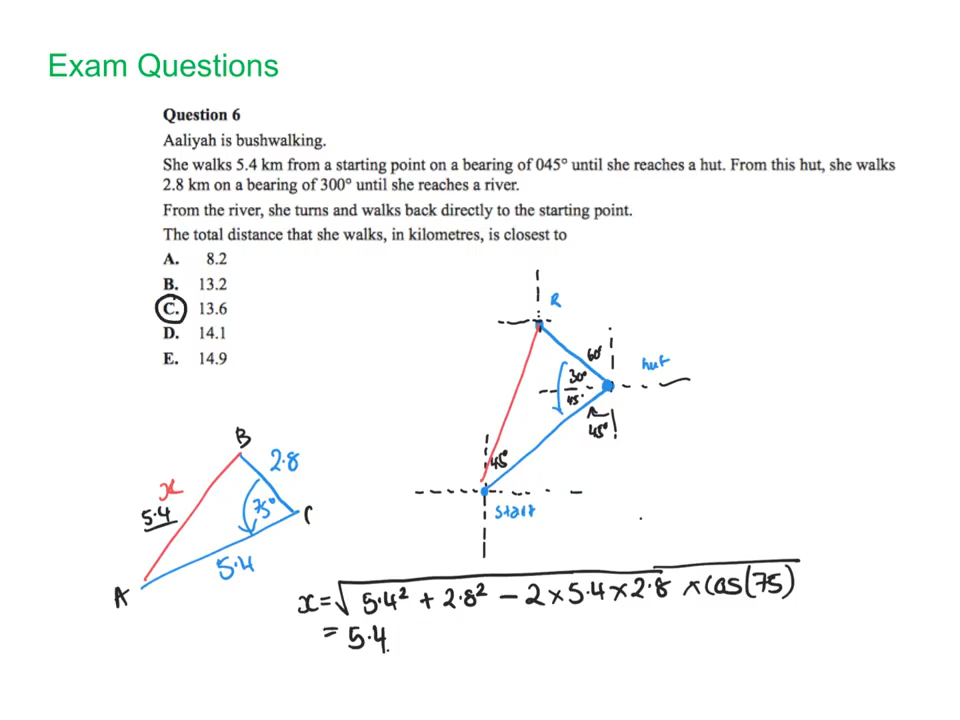 Exam Questions
Question 6
Aaliyah is bushwalking.
She walks 5.4 km from a starting point on a bearing of 045° until she reaches a hut. From this hut, she walks
2.8 km on a bearing of 300° until she reaches a river.
From the river, she turns and walks back directly to the starting point.
The total distance that she walks, in kilometres, is closest to
A. 8.2
B. 13.2
C. 13.6
D. 14.1
E. 14.9
R
60°
hut
30°
45°
45°
45°
start
B
2.8
x
5.4
75°
C
5.4
A
x = √5.4² + 2.8² - 2 × 5.4 × 2.8 × cos(75)
= 5.4